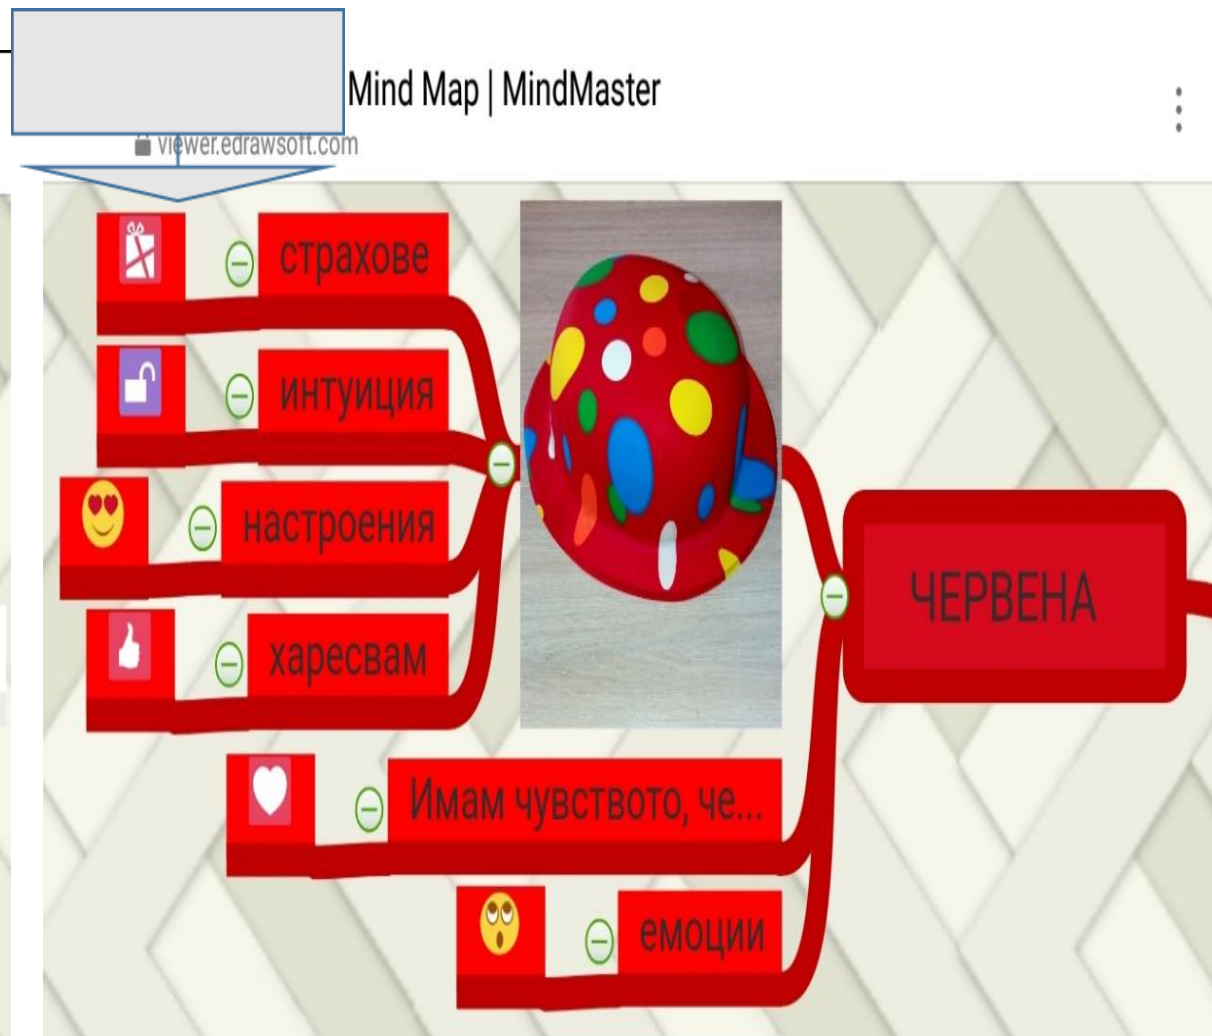 Mind Map | MindMaster
viewer.edrawsoft.com
страхове
интуиция
настроения
харесвам
ЧЕРВЕНА
Имам чувството, че...
емоции